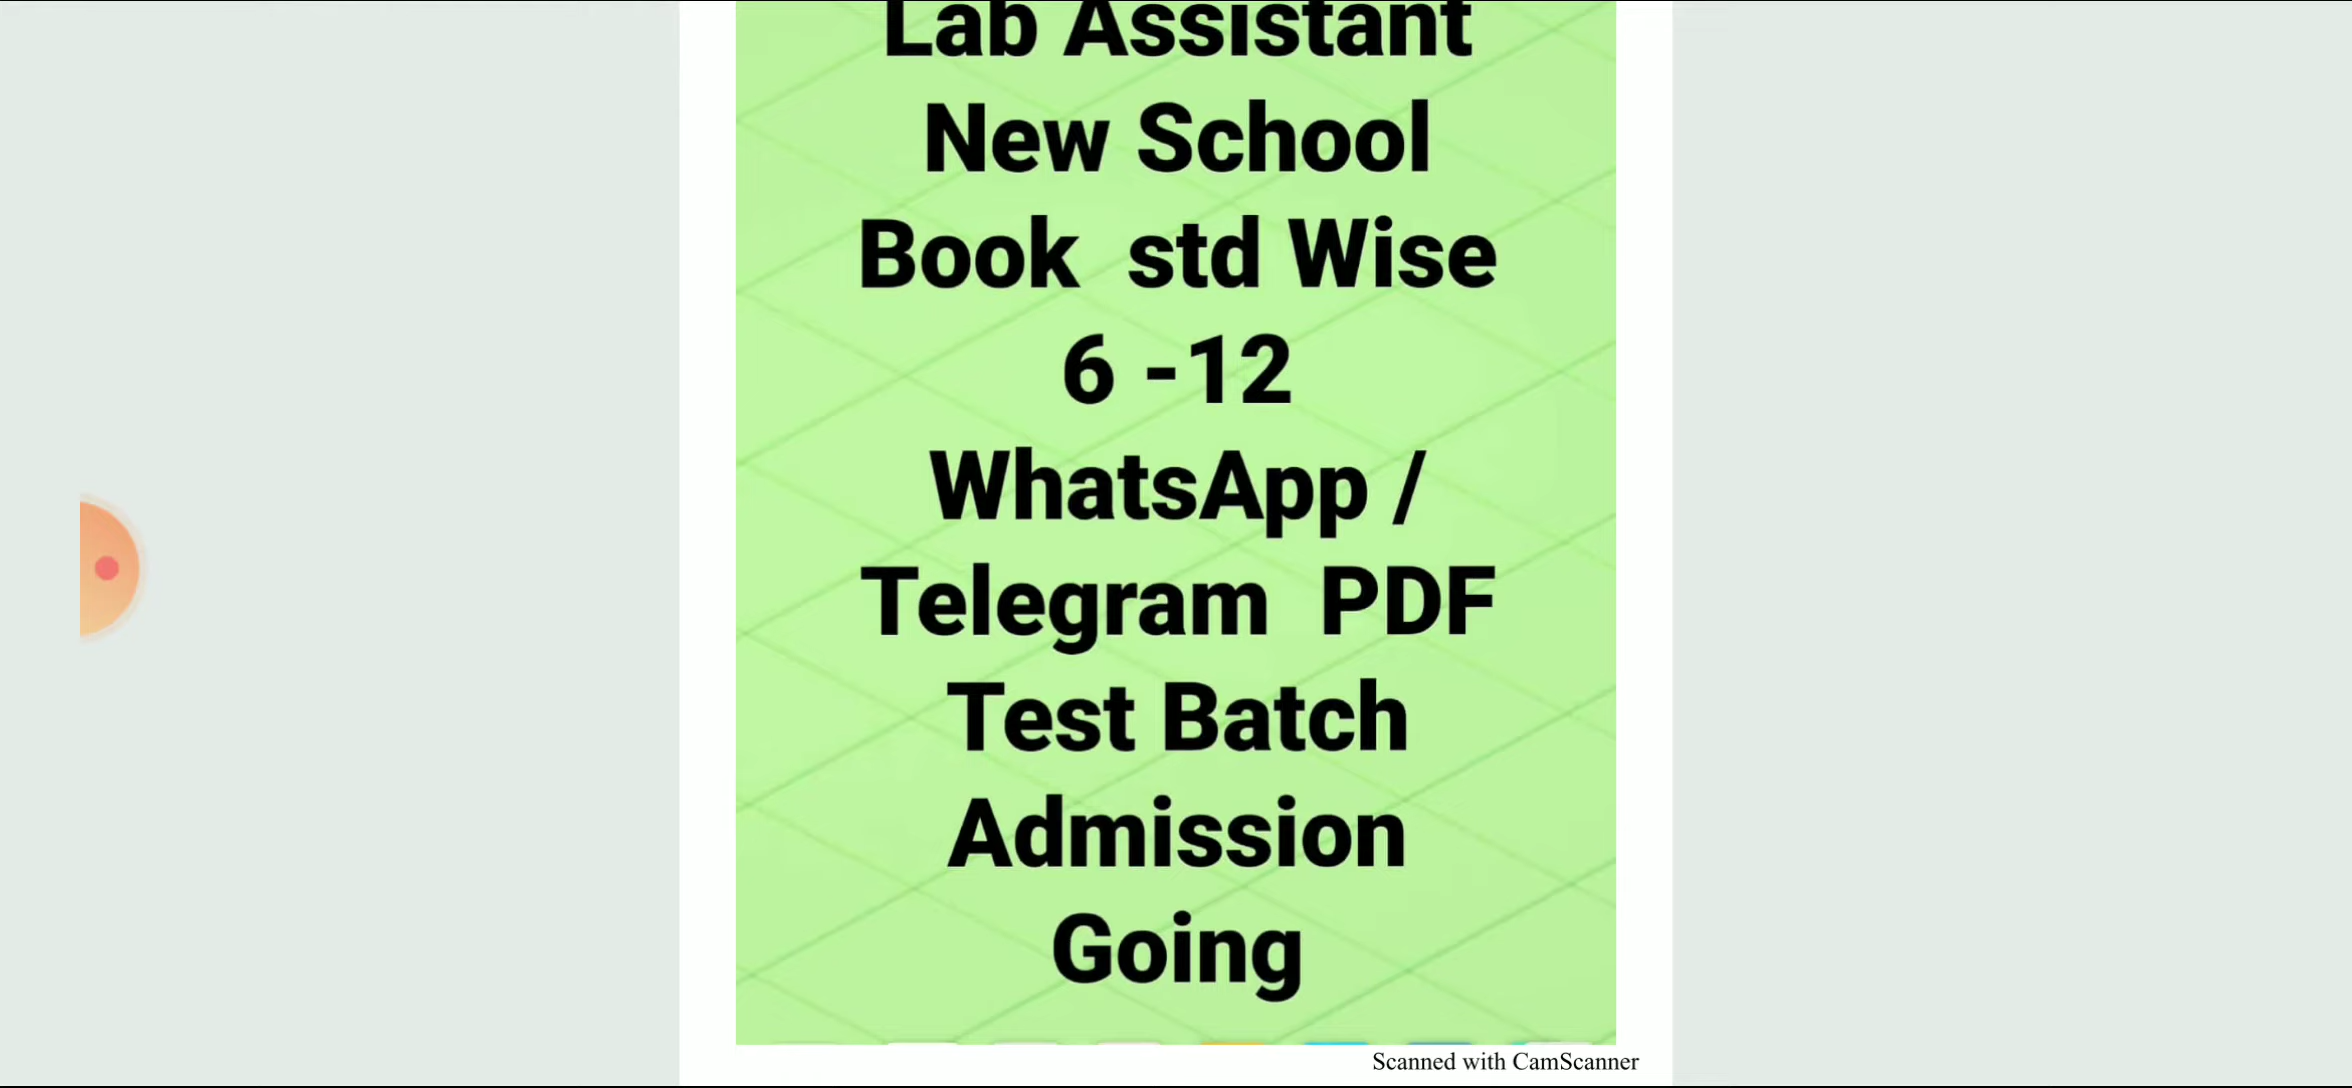 Lab Assistant
New School
Book std Wise
6 -12
WhatsApp /
Telegram PDF
Test Batch
Admission
Going
Scanned with CamScanner